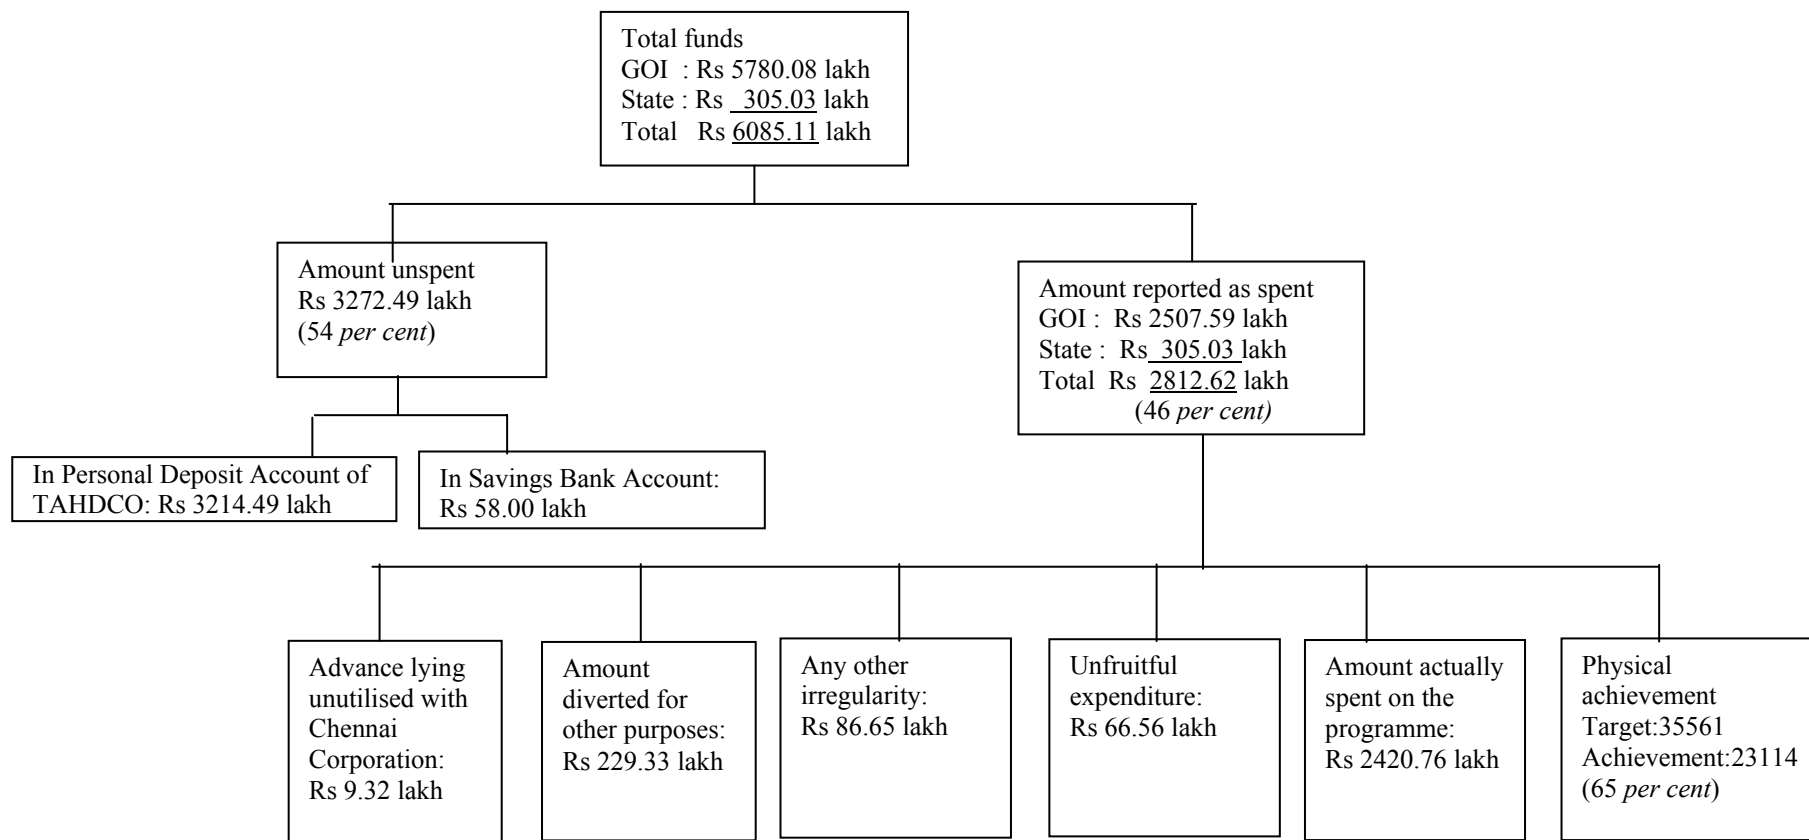 Total funds
GOI : Rs 5780.08 lakh
State : Rs 305.03 lakh
Total Rs 6085.11 lakh
Amount unspent
Rs 3272.49 lakh
(54 per cent)
Amount reported as spent
GOI : Rs 2507.59 lakh
State : Rs 305.03 lakh
Total Rs 2812.62 lakh
(46 per cent)
In Personal Deposit Account of
TAHDCO: Rs 3214.49 lakh
In Savings Bank Account:
Rs 58.00 lakh
Advance lying
unutilised with
Chennai
Corporation:
Rs 9.32 lakh
Amount
diverted for
other purposes:
Rs 229.33 lakh
Any other
irregularity:
Rs 86.65 lakh
Unfruitful
expenditure:
Rs 66.56 lakh
Amount actually
spent on the
programme:
Rs 2420.76 lakh
Physical
achievement
Target:35561
Achievement:23114
(65 per cent)